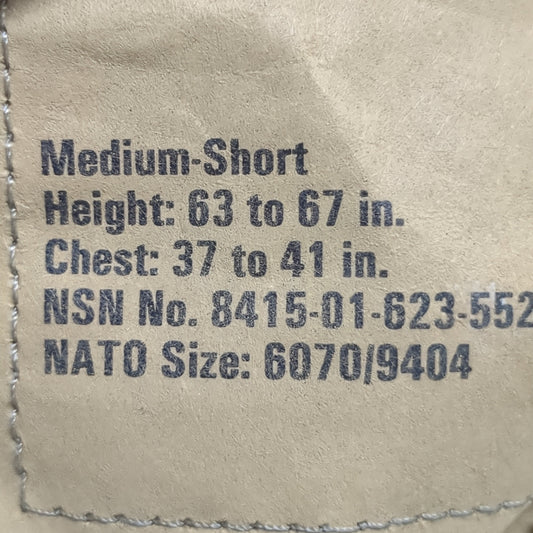 Medium-Short
Height: 63 to 67 in.
Chest: 37 to 41 in.
NSN No. 8415-01-623-552
NATO Size: 6070/9404